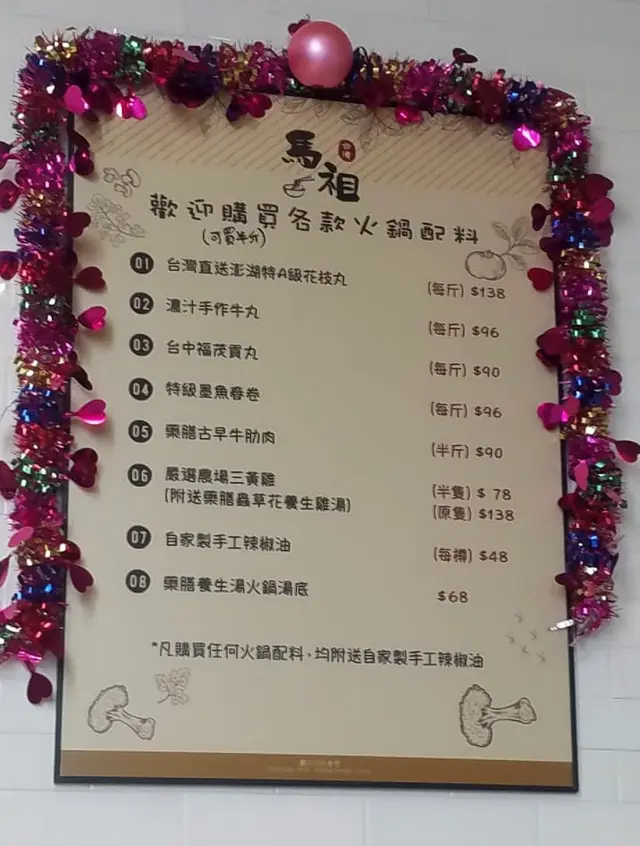 馬祖
歡迎購買各款火鍋配料
(可買半斤)
01 台灣直送澎湖特A級花枝丸 (每斤) $138
02 濃汁手作牛丸 (每斤) $96
03 台中福茂貢丸 (每斤) $90
04 特級墨魚春卷 (每斤) $96
05 藥膳古早牛肋肉 (半斤) $90
06 嚴選農場三黃雞 (半隻) $ 78
(附送藥膳蟲草花養生雞湯) (原隻) $138
07 自家製手工辣椒油 (每樽) $48
08 藥膳養生湯火鍋湯底 $68
*凡購買任何火鍋配料,均附送自家製手工辣椒油